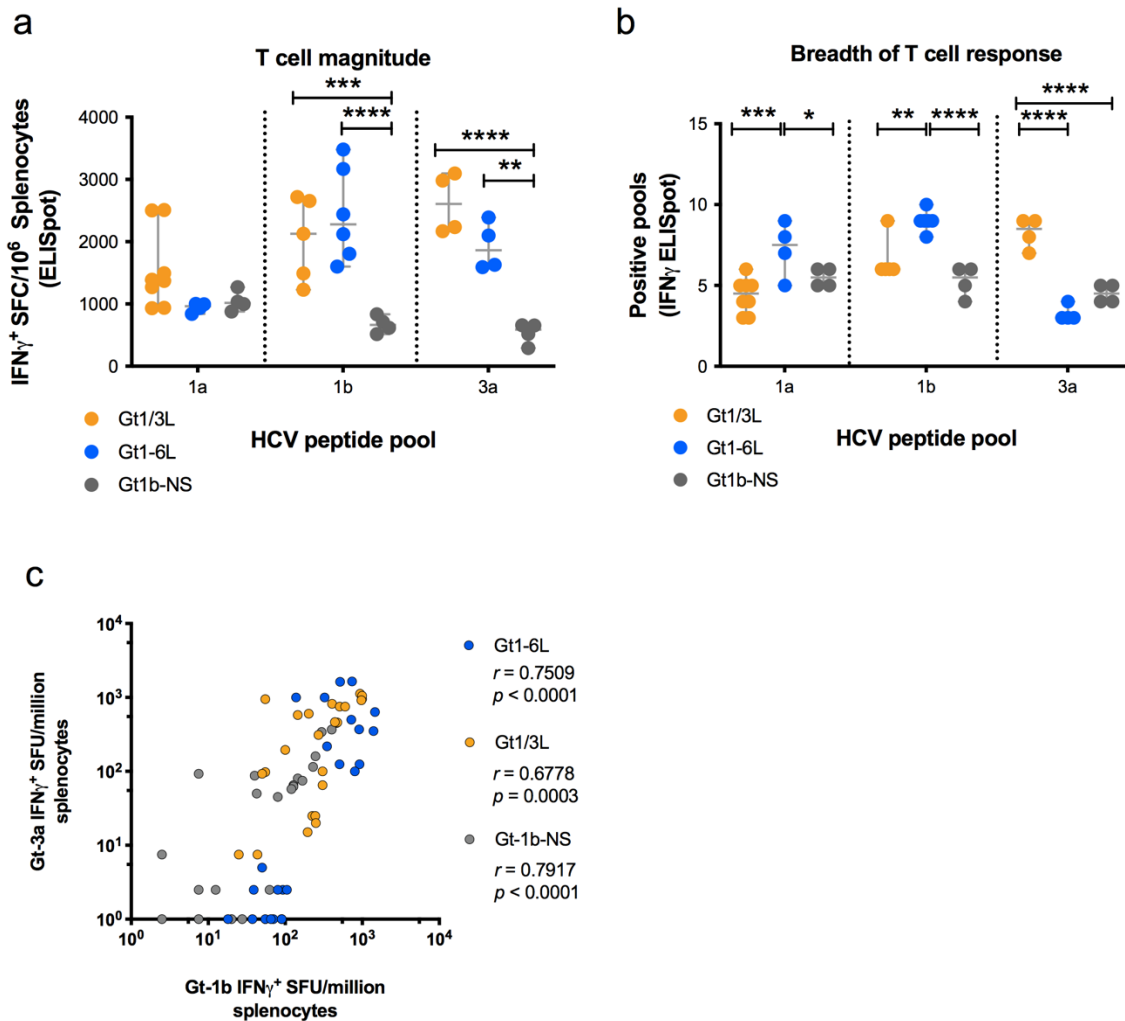 a
T cell magnitude
*** 
****
****
**
4000
3000
2000
1000
0
IFNγ⁺ SFC/10⁶ Splenocytes
(ELISpot)
1a
1b
3a
HCV peptide pool
Gt1/3L
Gt1-6L
Gt1b-NS
b
Breadth of T cell response
***
*
**
****
****
****
15
10
5
0
Positive pools
(IFNγ ELISpot)
1a
1b
3a
HCV peptide pool
Gt1/3L
Gt1-6L
Gt1b-NS
c
10⁴
10³
10²
10¹
10⁰
Gt-3a IFNγ⁺ SFU/million
splenocytes
10⁰
10¹
10²
10³
10⁴
Gt-1b IFNγ⁺ SFU/million
splenocytes
Gt1-6L
r = 0.7509
p < 0.0001
Gt1/3L
r = 0.6778
p = 0.0003
Gt-1b-NS
r = 0.7917
p < 0.0001